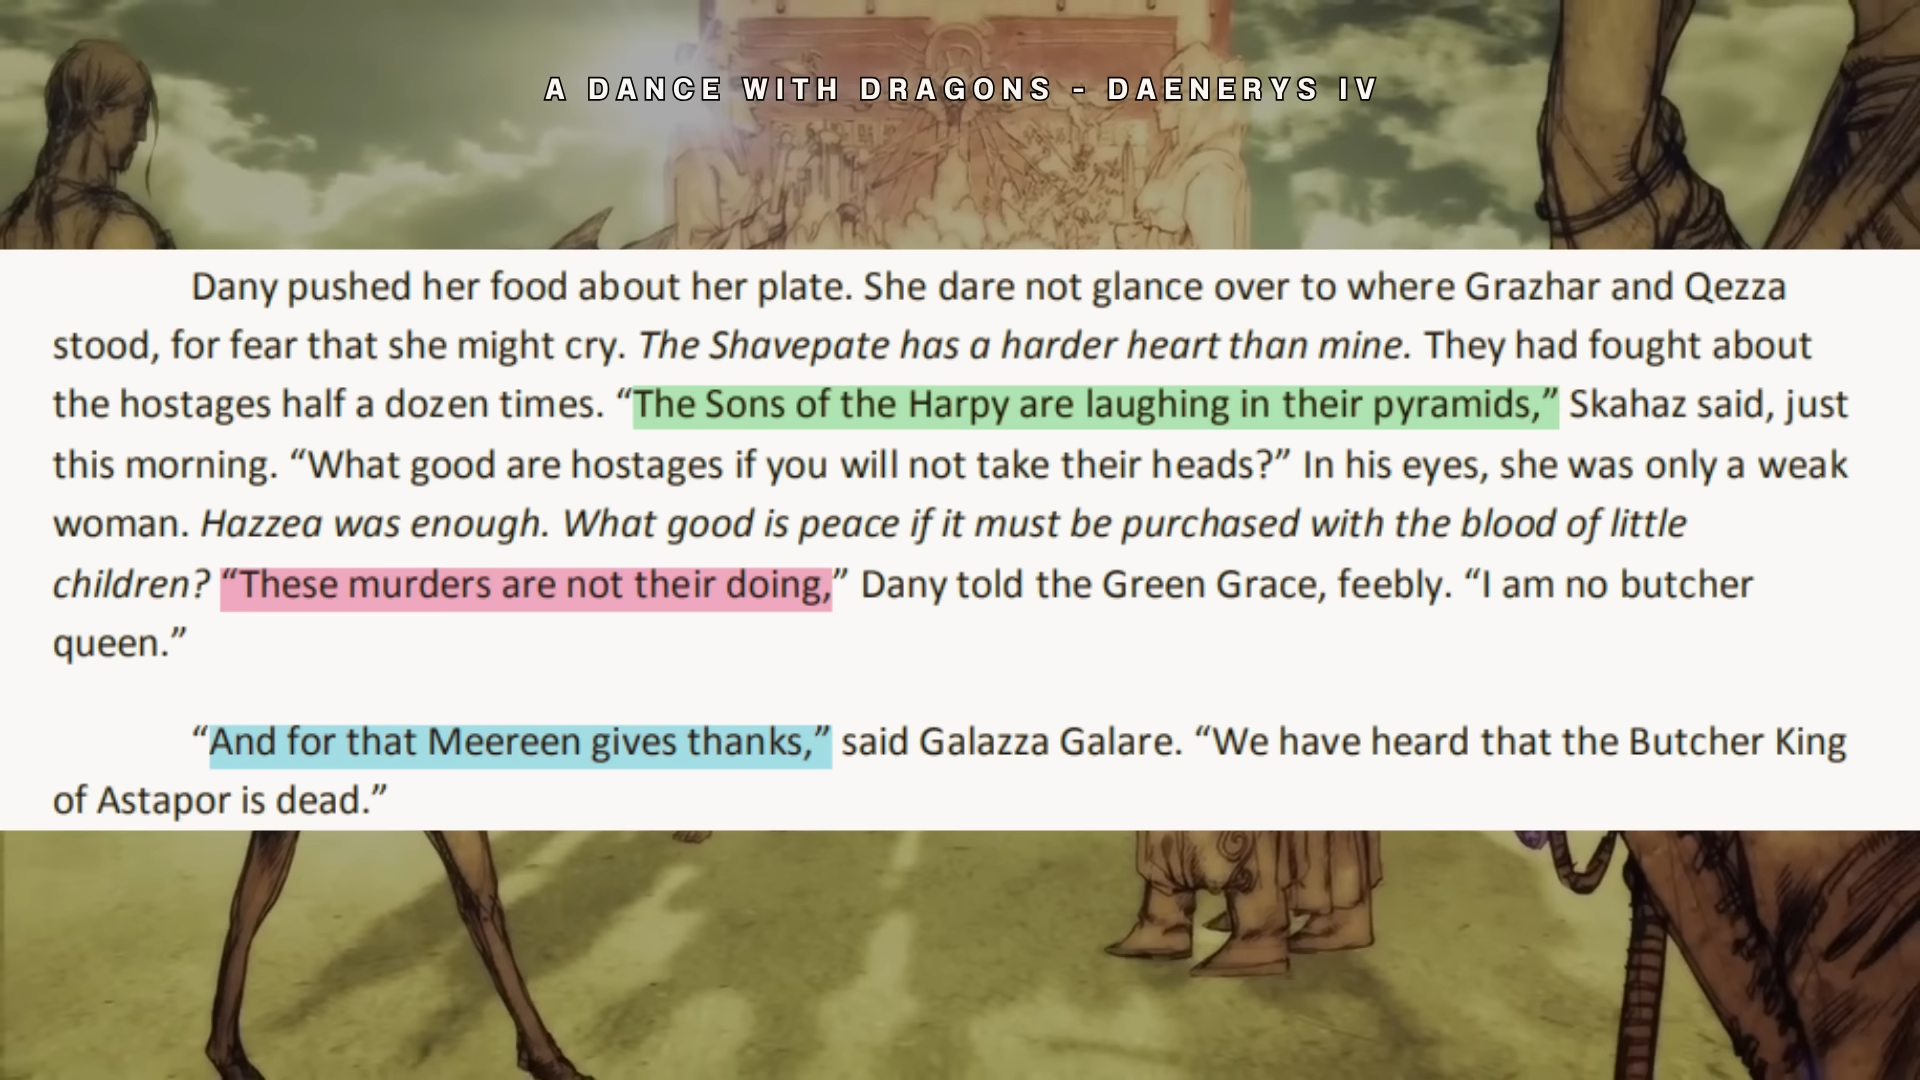 A DANCE WITH DRAGONS - DAENERYS IV
Dany pushed her food about her plate. She dare not glance over to where Grazhar and Qezza
stood, for fear that she might cry. The Shavepate has a harder heart than mine. They had fought about
the hostages half a dozen times. “The Sons of the Harpy are laughing in their pyramids,” Skahaz said, just
this morning. “What good are hostages if you will not take their heads?” In his eyes, she was only a weak
woman. Hazzea was enough. What good is peace if it must be purchased with the blood of little
children? “These murders are not their doing,” Dany told the Green Grace, feebly. “I am no butcher
queen.”
“And for that Meereen gives thanks,” said Galazza Galare. “We have heard that the Butcher King
of Astapor is dead.”